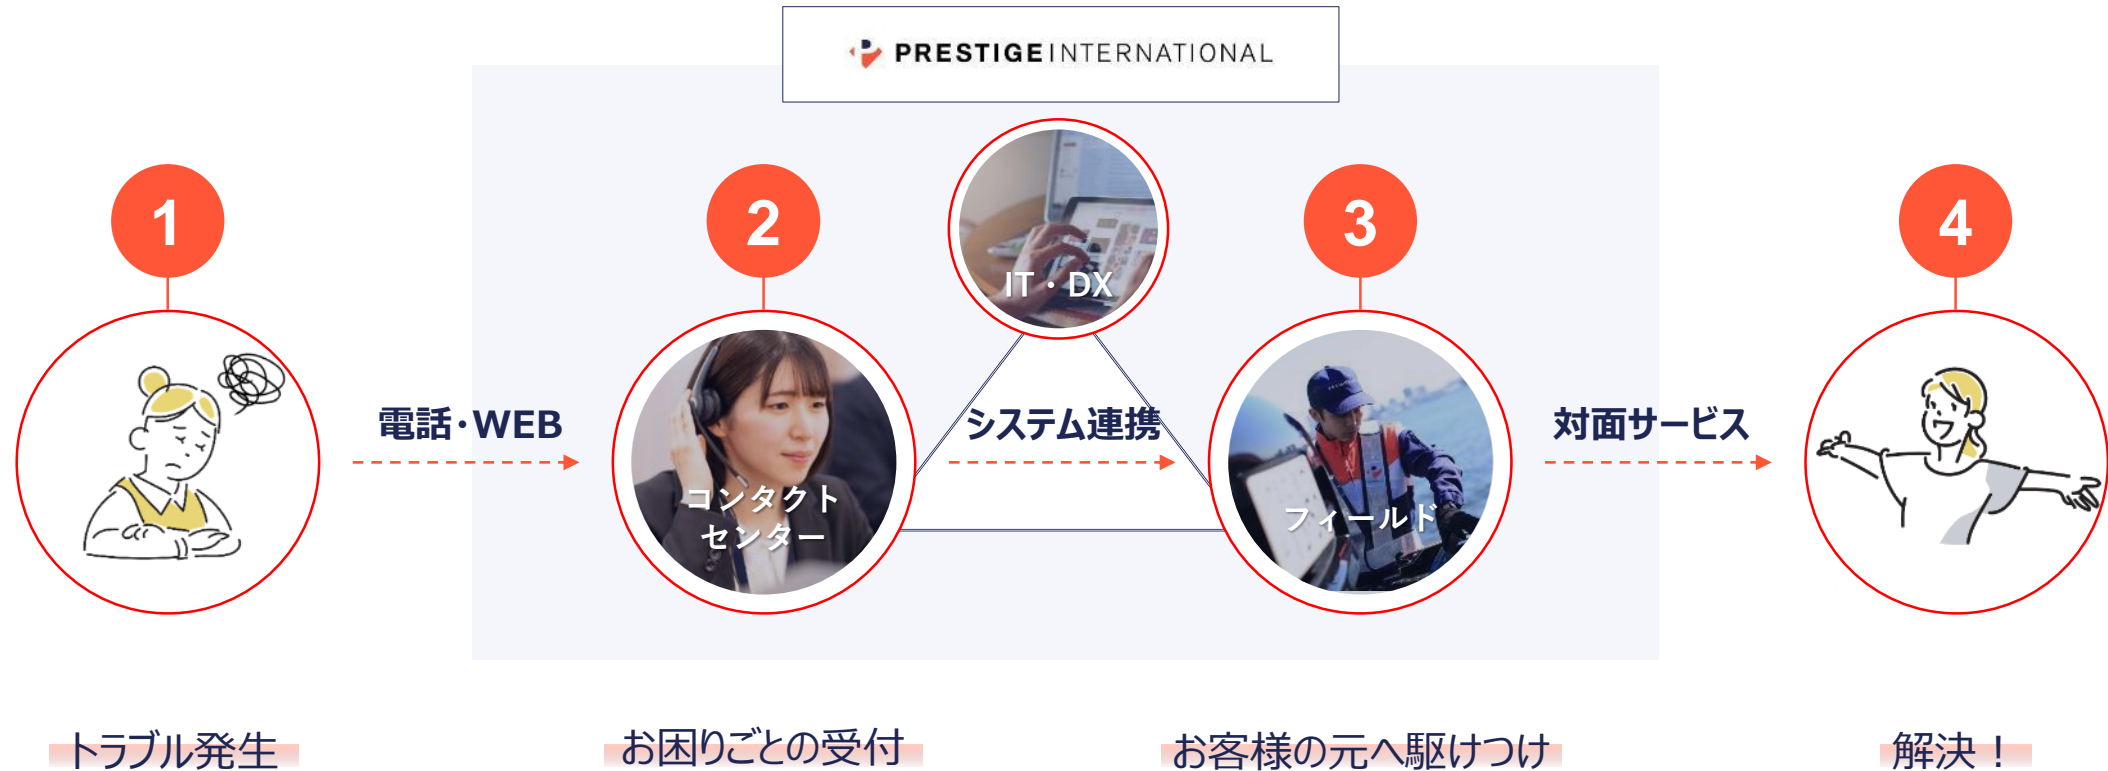 PRESTIGE INTERNATIONAL
1
2
3
4
IT・DX
電話・WEB
コンタクト
センター
システム連携
フィールド
対面サービス
トラブル発生
お困りごとの受付
お客様の元へ駆けつけ
解決！